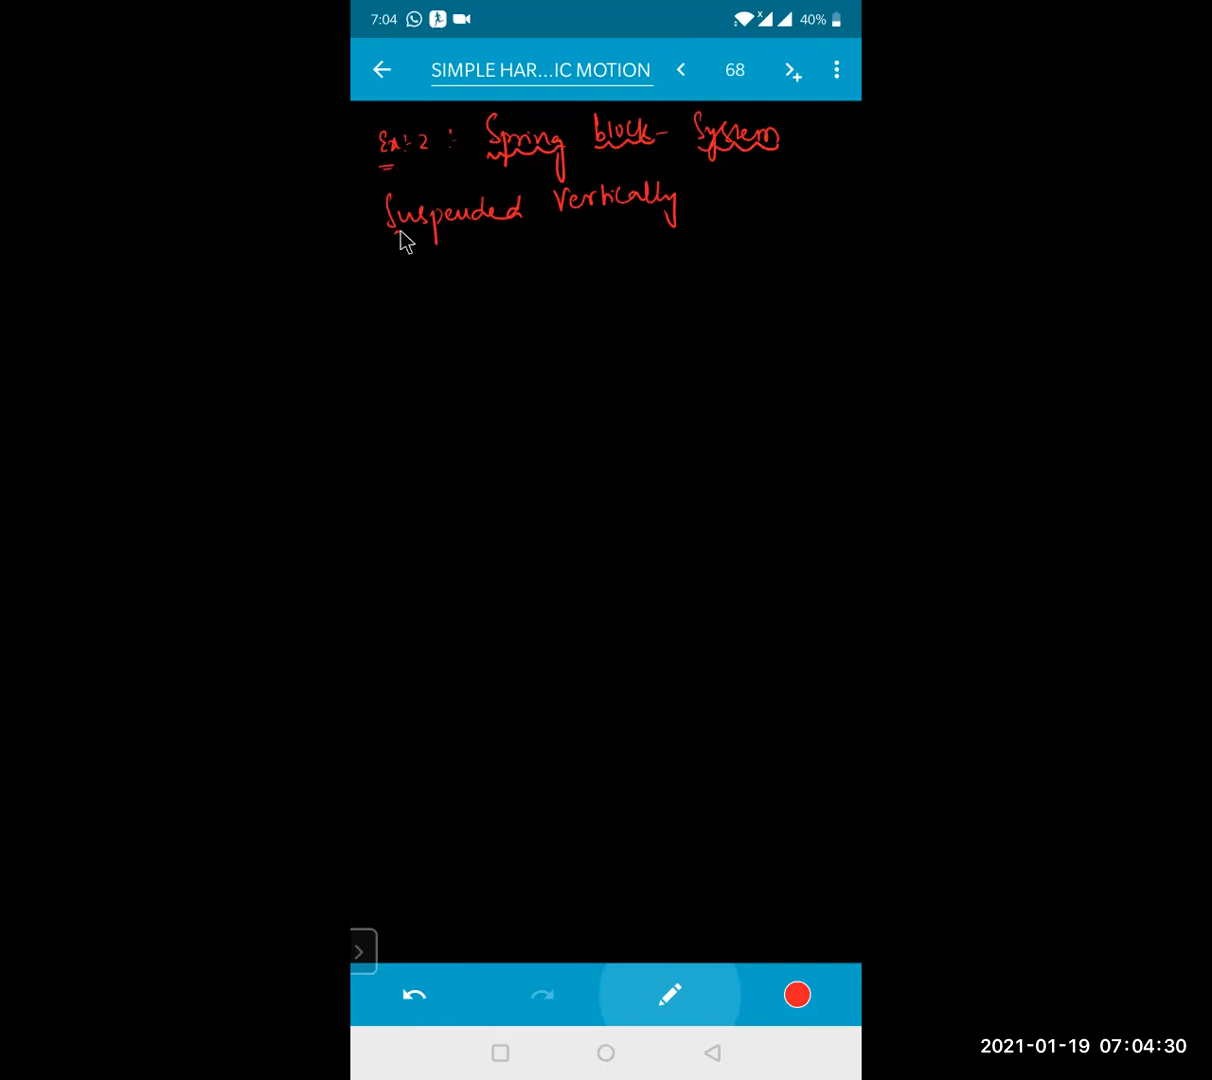 7:04 40%
SIMPLE HAR...IC MOTION 68
Ex:-2 : Spring block- System
Suspended Vertically
2021-01-19 07:04:30